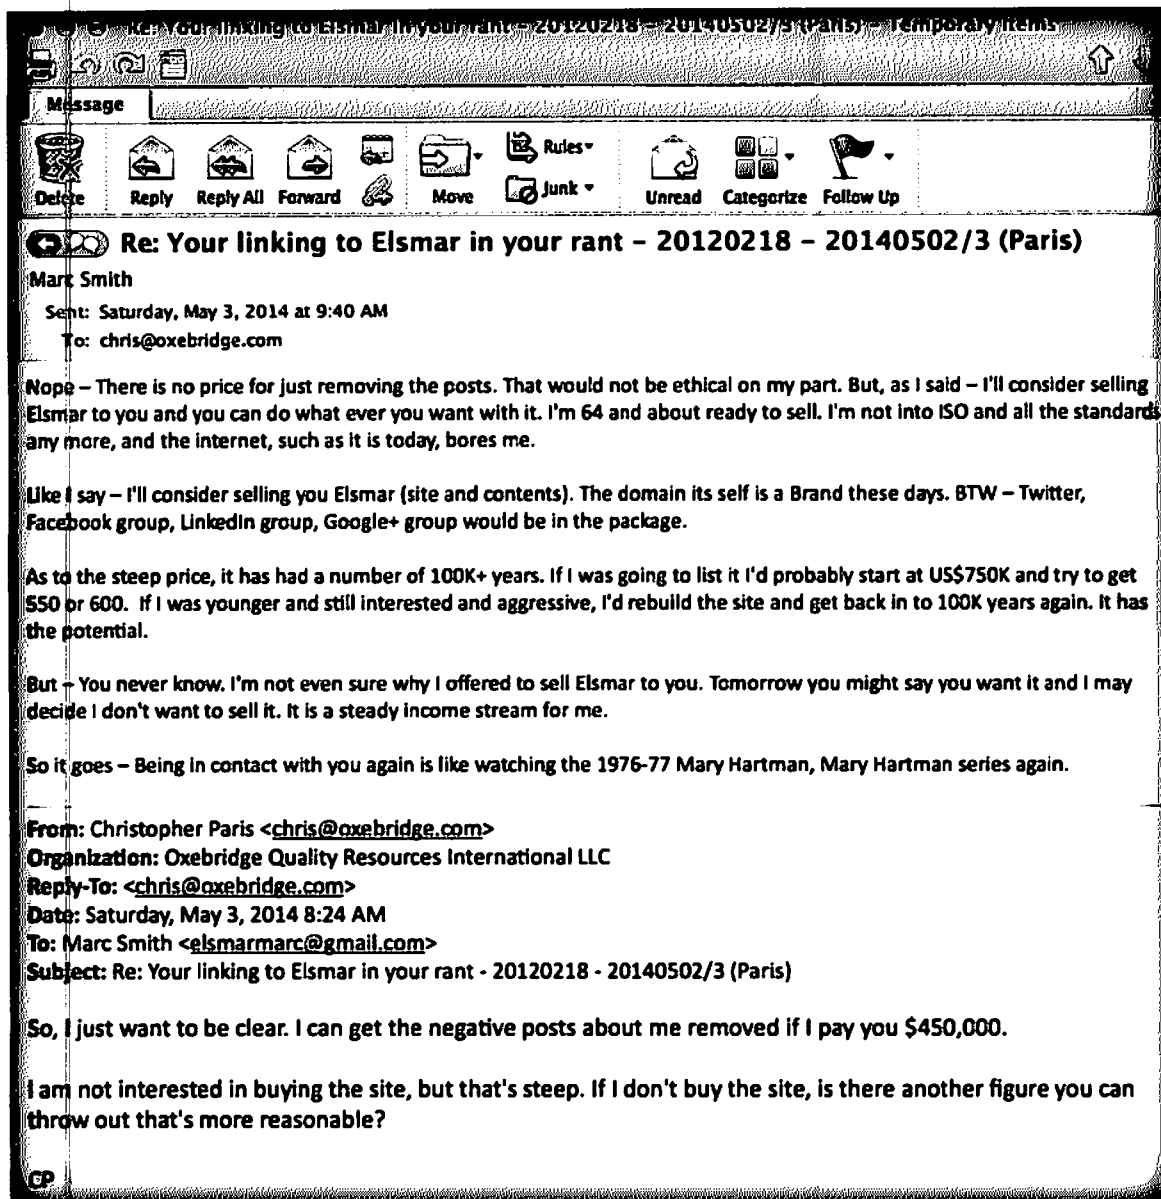 Re: Your linking to Elsmar in your rant – 20120218 – 20140502/3 (Paris) – Temporary Items
Message
Delete
Reply
Reply All
Forward
Move
Rules
Junk
Unread
Categorize
Follow Up
Re: Your linking to Elsmar in your rant – 20120218 – 20140502/3 (Paris)
Marc Smith
Sent: Saturday, May 3, 2014 at 9:40 AM
To: chris@oxebridge.com
Nope – There is no price for just removing the posts. That would not be ethical on my part. But, as I said – I'll consider selling
Elsmar to you and you can do what ever you want with it. I'm 64 and about ready to sell. I'm not into ISO and all the standards
any more, and the internet, such as it is today, bores me.
Like I say – I'll consider selling you Elsmar (site and contents). The domain its self is a Brand these days. BTW – Twitter,
Facebook group, LinkedIn group, Google+ group would be in the package.
As to the steep price, it has had a number of 100K+ years. If I was going to list it I'd probably start at US$750K and try to get
550 or 600.  If I was younger and still interested and aggressive, I'd rebuild the site and get back in to 100K years again. It has
the potential.
But – You never know. I'm not even sure why I offered to sell Elsmar to you. Tomorrow you might say you want it and I may
decide I don't want to sell it. It is a steady income stream for me.
So it goes – Being in contact with you again is like watching the 1976-77 Mary Hartman, Mary Hartman series again.
From: Christopher Paris <chris@oxebridge.com>
Organization: Oxebridge Quality Resources International LLC
Reply-To: <chris@oxebridge.com>
Date: Saturday, May 3, 2014 8:24 AM
To: Marc Smith <elsmarmarc@gmail.com>
Subject: Re: Your linking to Elsmar in your rant - 20120218 - 20140502/3 (Paris)
So, I just want to be clear. I can get the negative posts about me removed if I pay you $450,000.
I am not interested in buying the site, but that's steep. If I don't buy the site, is there another figure you can
throw out that's more reasonable?
CP